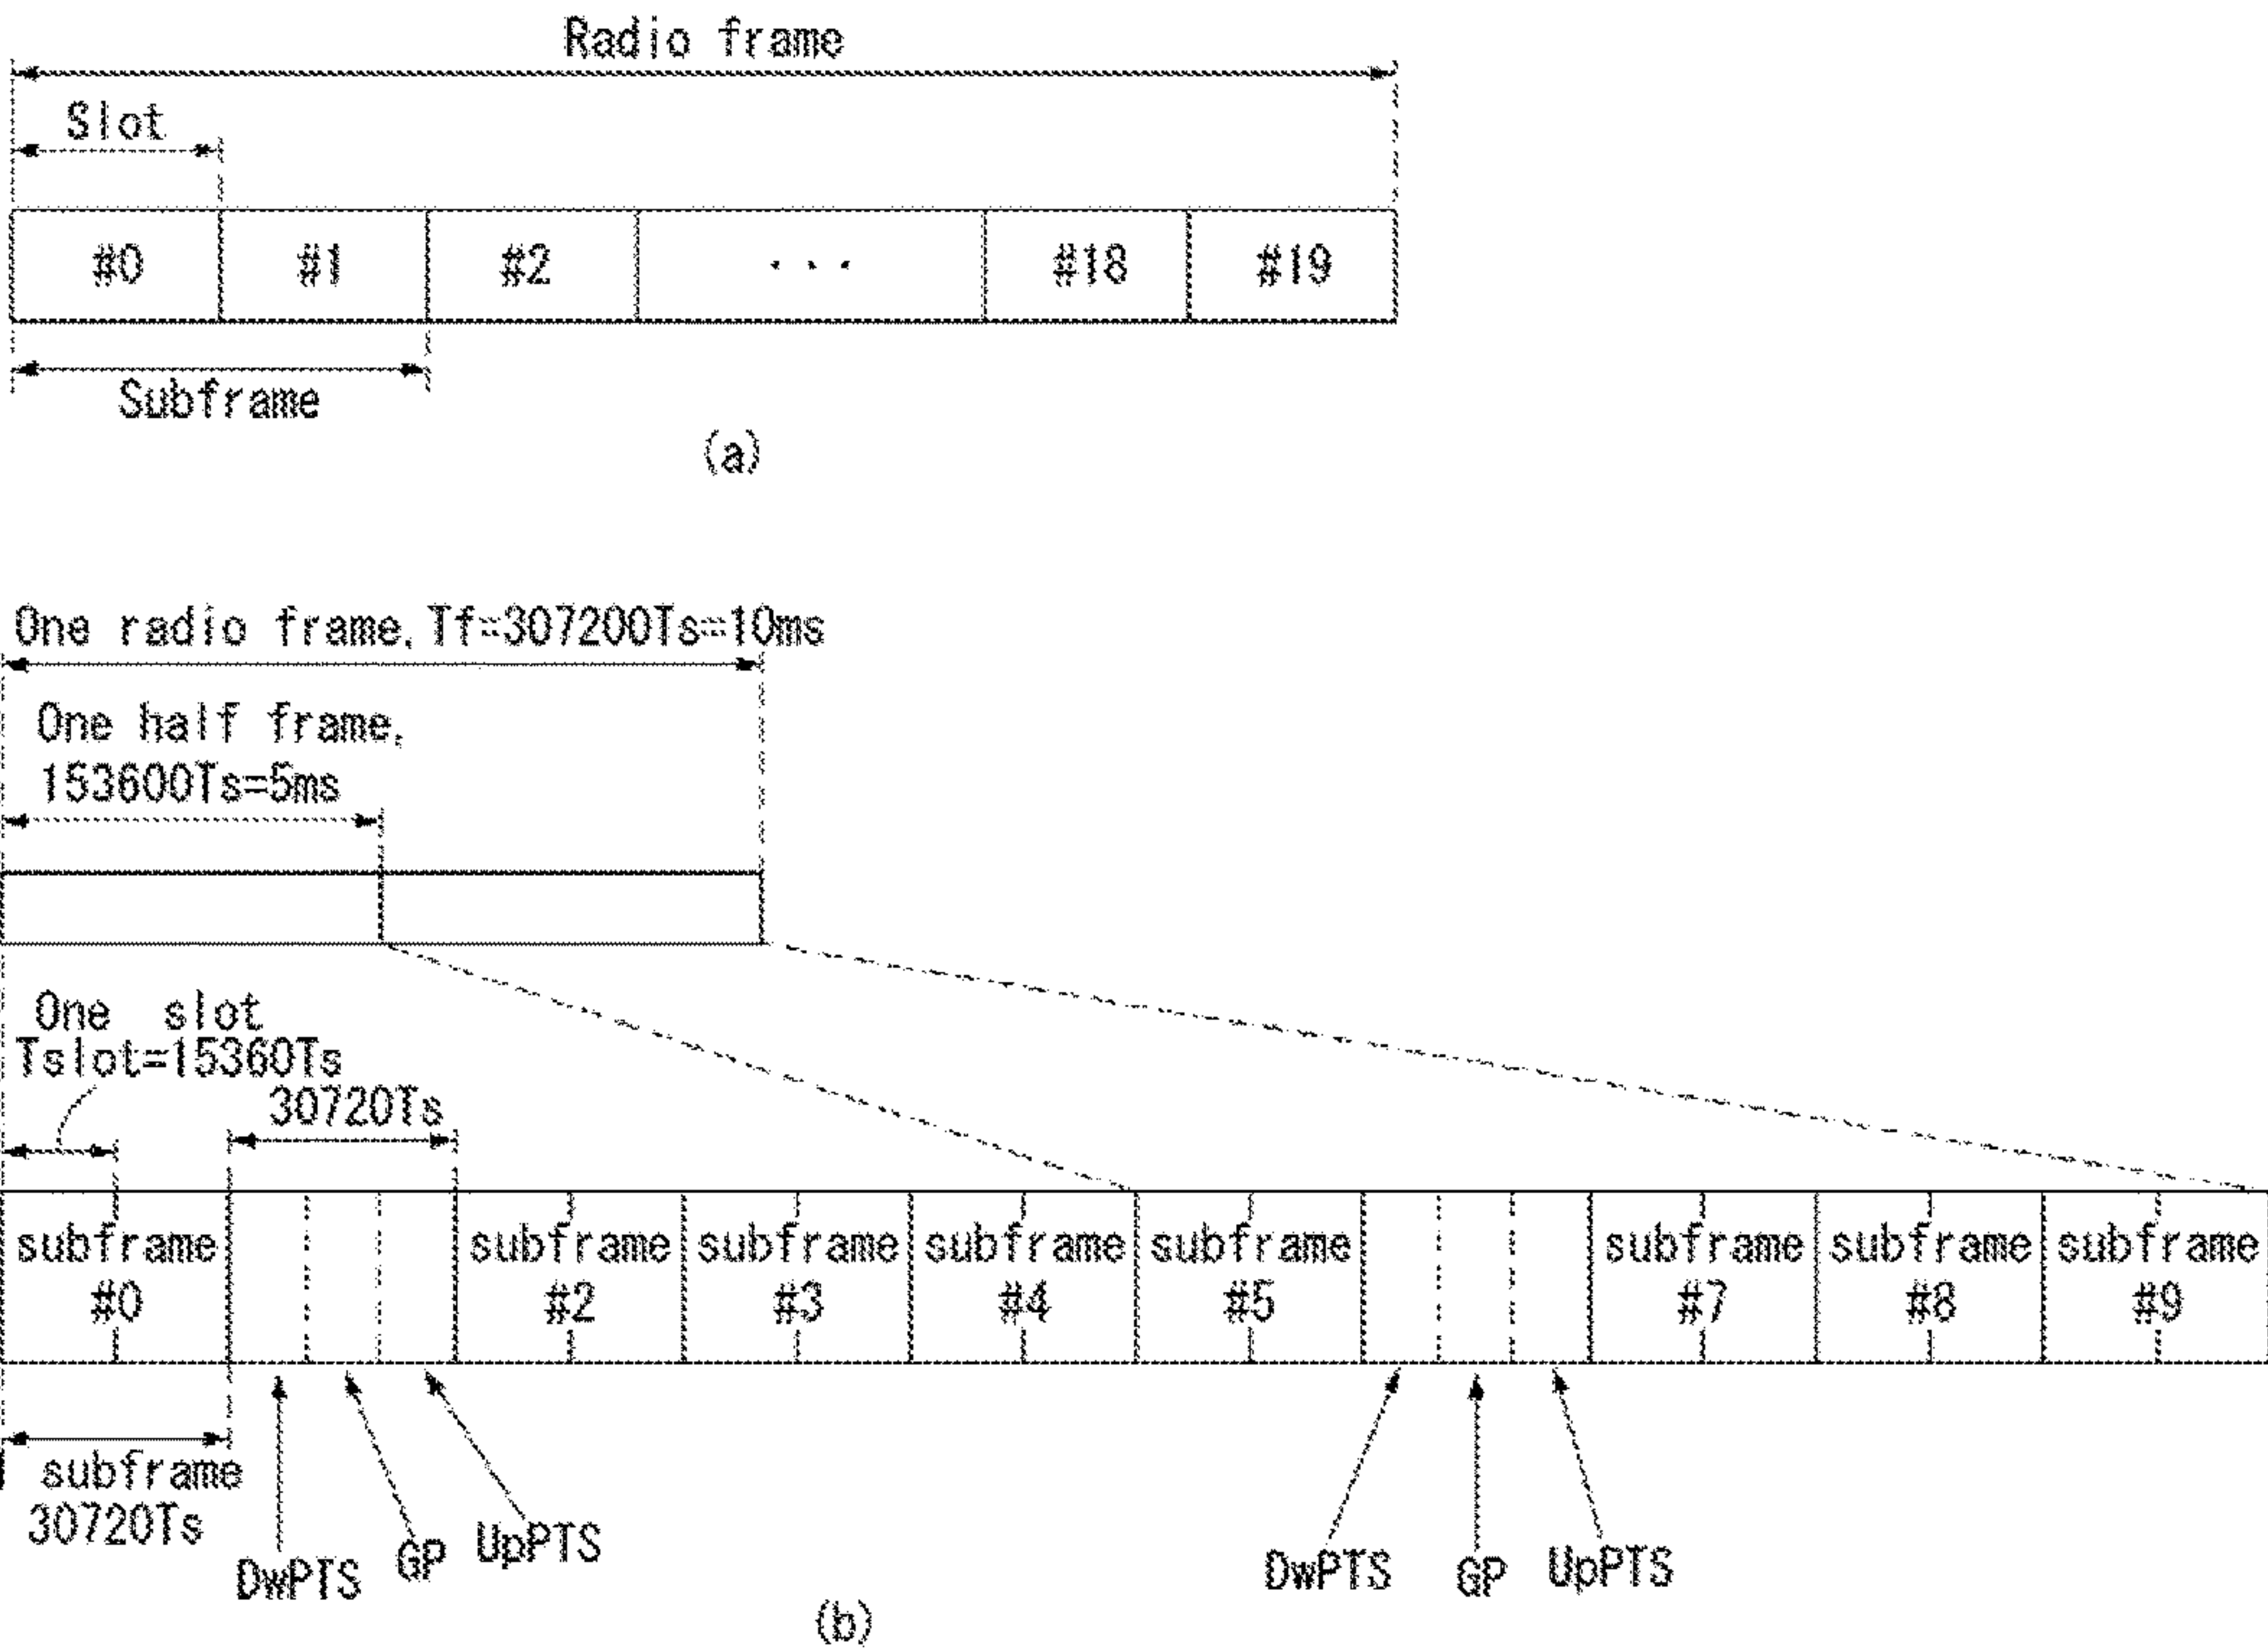 Radio frame
Slot
#0 #1 #2 ... #18 #19
Subframe
(a)
One radio frame, Tf=307200Ts=10ms
One half frame,
153600Ts=5ms
One slot
Tslot=15360Ts
30720Ts
subframe subframe subframe subframe subframe subframe subframe subframe
#0 #2 #3 #4 #5 #7 #8 #9
subframe
30720Ts
DwPTS GP UpPTS DwPTS GP UpPTS
(b)